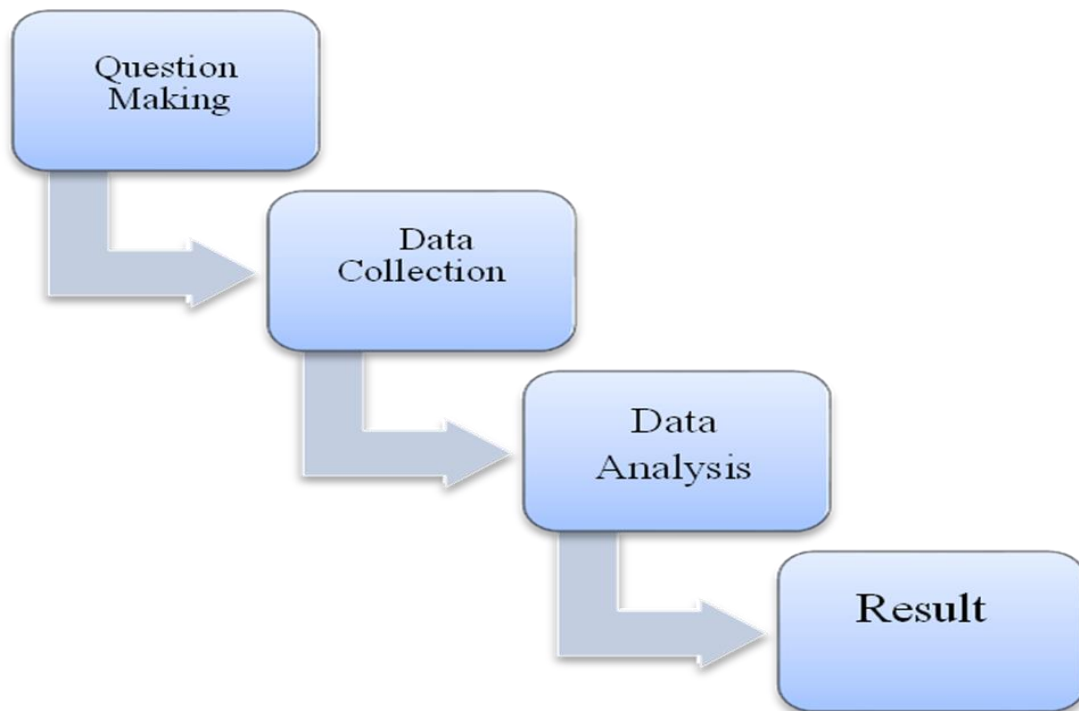 Question
Making
Data
Collection
Data
Analysis
Result